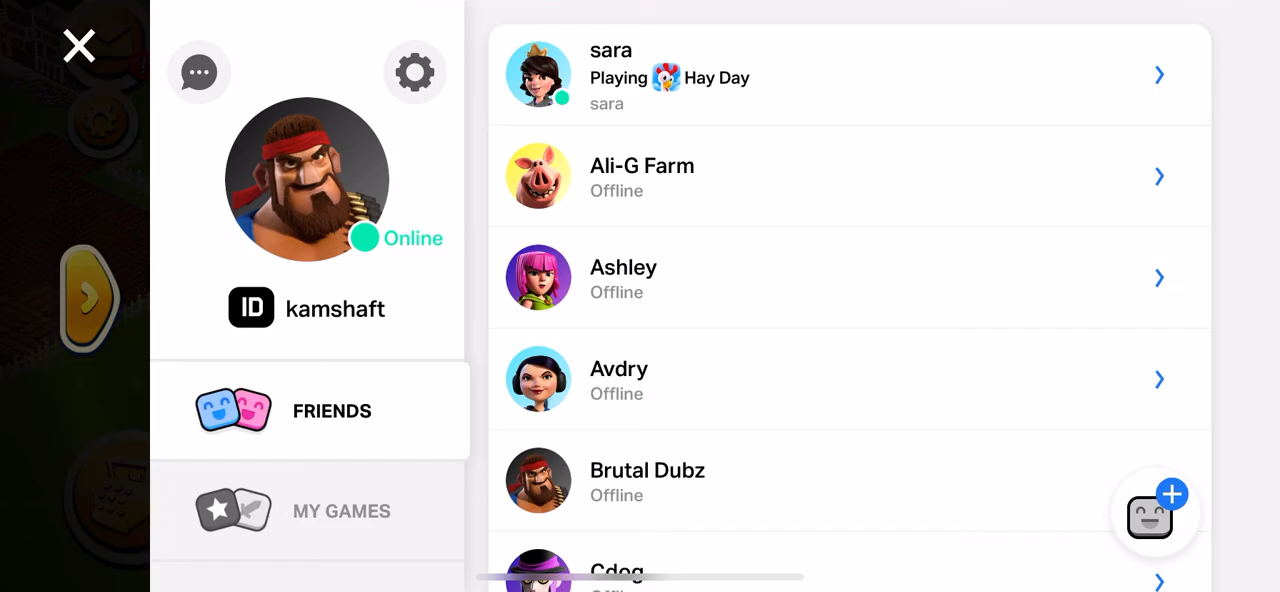 Online
ID kamshaft
FRIENDS
MY GAMES
sara
Playing Hay Day
sara
Ali-G Farm
Offline
Ashley
Offline
Avdry
Offline
Brutal Dubz
Offline
Cdog